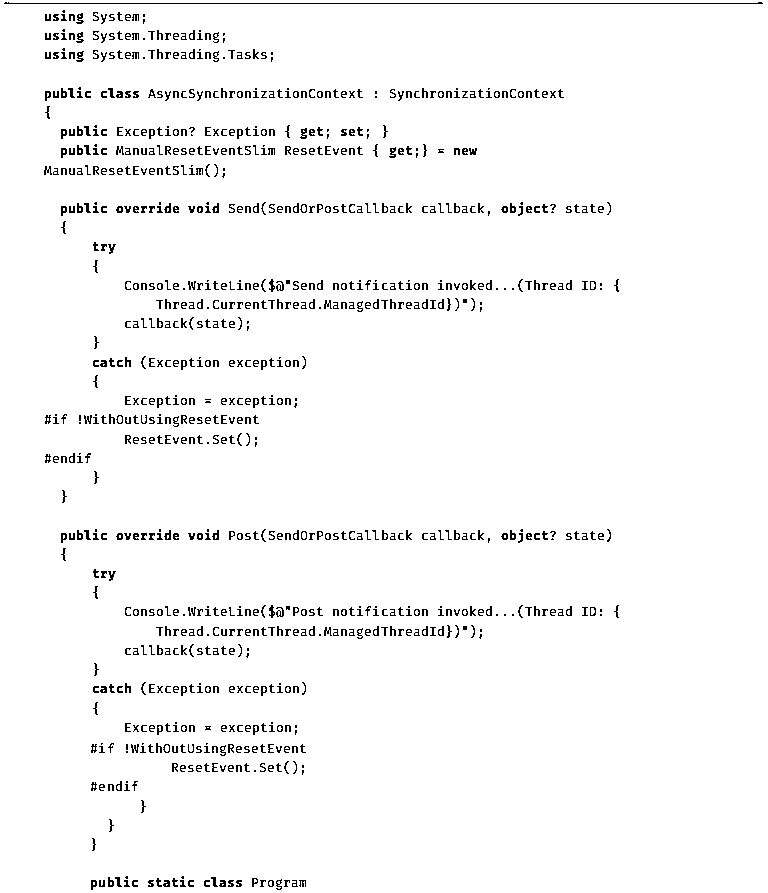 using System;
using System.Threading;
using System.Threading.Tasks;

public class AsyncSynchronizationContext : SynchronizationContext
{
  public Exception? Exception { get; set; }
  public ManualResetEventSlim ResetEvent { get;} = new
ManualResetEventSlim();

  public override void Send(SendOrPostCallback callback, object? state)
  {
      try
      {
          Console.WriteLine($@"Send notification invoked...(Thread ID: {
              Thread.CurrentThread.ManagedThreadId})");
          callback(state);
      }
      catch (Exception exception)
      {
          Exception = exception;
#if !WithOutUsingResetEvent
          ResetEvent.Set();
#endif
      }
  }

  public override void Post(SendOrPostCallback callback, object? state)
  {
      try
      {
          Console.WriteLine($@"Post notification invoked...(Thread ID: {
              Thread.CurrentThread.ManagedThreadId})");
          callback(state);
      }
      catch (Exception exception)
      {
          Exception = exception;
      #if !WithOutUsingResetEvent
                ResetEvent.Set();
      #endif
            }
        }
      }

      public static class Program